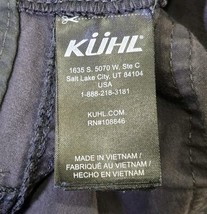 KÜHL
1635 S. 5070 W, Ste C
Salt Lake City, UT 84104
USA
1-888-218-3181
KUHL.COM
RN#106846
MADE IN VIETNAM /
FABRIQUÉ AU VIETNAM /
HECHO EN VIETNAM